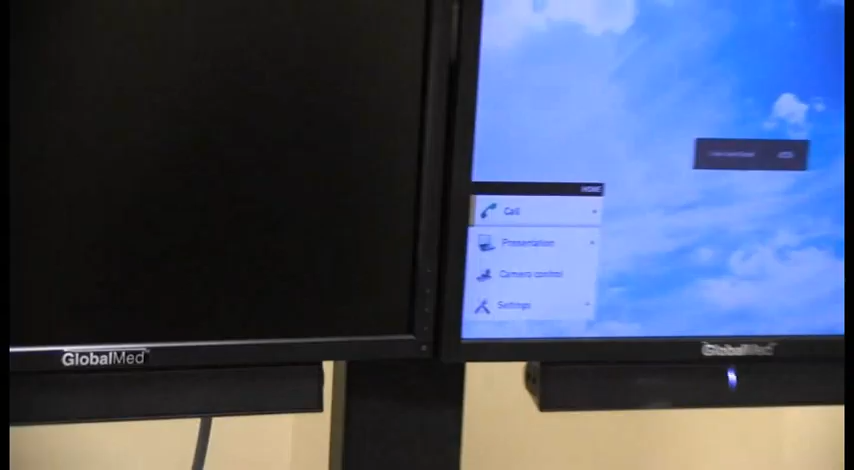 HOME
Call
Presentation
Camera control
Settings
GlobalMed
GlobalMed